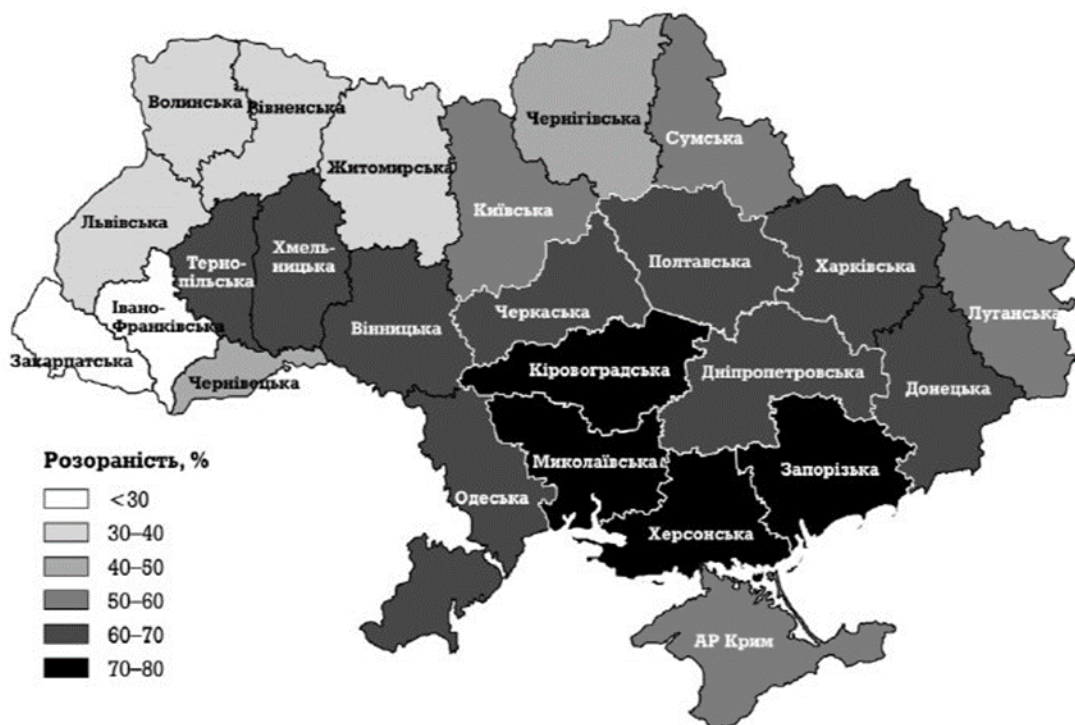 Волинська
Рівненська
Житомирська
Чернігівська
Сумська
Київська
Львівська
Терно-
пільська
Хмель-
ницька
Вінницька
Черкаська
Полтавська
Харківська
Луганська
Івано-
Франківська
Закарпатська
Чернівецька
Кіровоградська
Дніпропетровська
Донецька
Миколаївська
Запорізька
Одеська
Херсонська
АР Крим
Розораність, %
<30
30–40
40–50
50–60
60–70
70–80